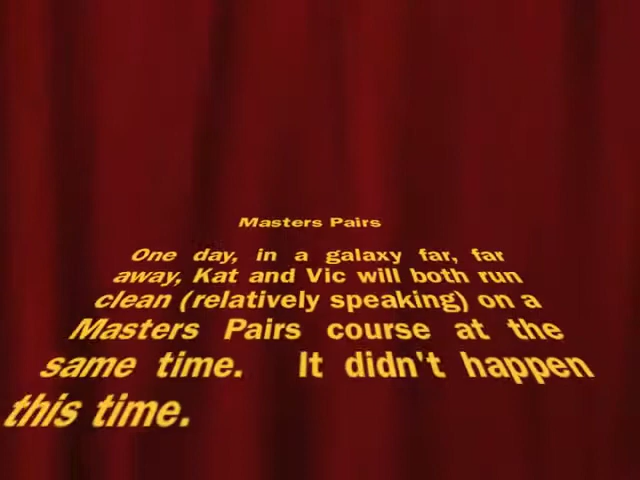 Masters Pairs
One day, in a galaxy far, far
away, Kat and Vic will both run
clean (relatively speaking) on a
Masters Pairs course at the
same time. It didn't happen
this time.